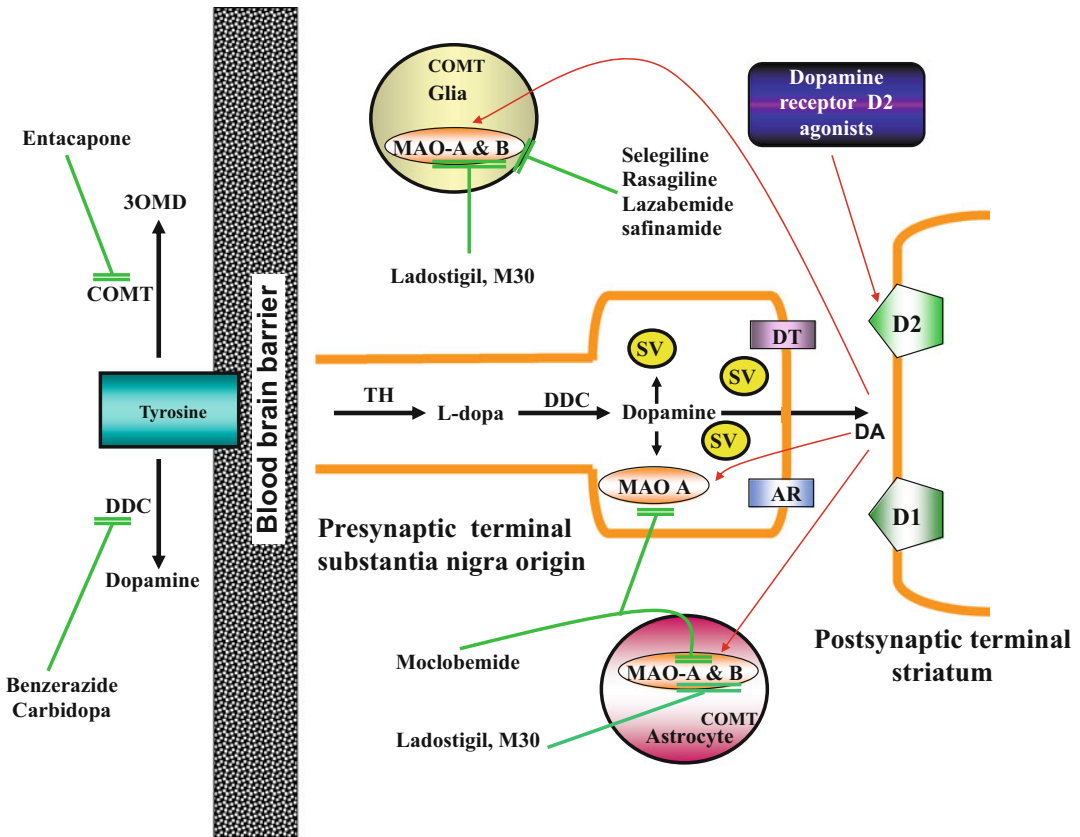 Entacapone
3OMD
COMT
Tyrosine
DDC
Dopamine
Benzerazide
Carbidopa
Blood brain barrier
COMT
Glia
MAO-A & B
Selegiline
Rasagiline
Lazabemide
safinamide
Ladostigil, M30
Dopamine
receptor D2
agonists
TH
L-dopa
DDC
Dopamine
SV
SV
SV
DT
MAO A
AR
DA
D2
D1
Presynaptic terminal
substantia nigra origin
Moclobemide
MAO-A & B
COMT
Astrocyte
Ladostigil, M30
Postsynaptic terminal
striatum